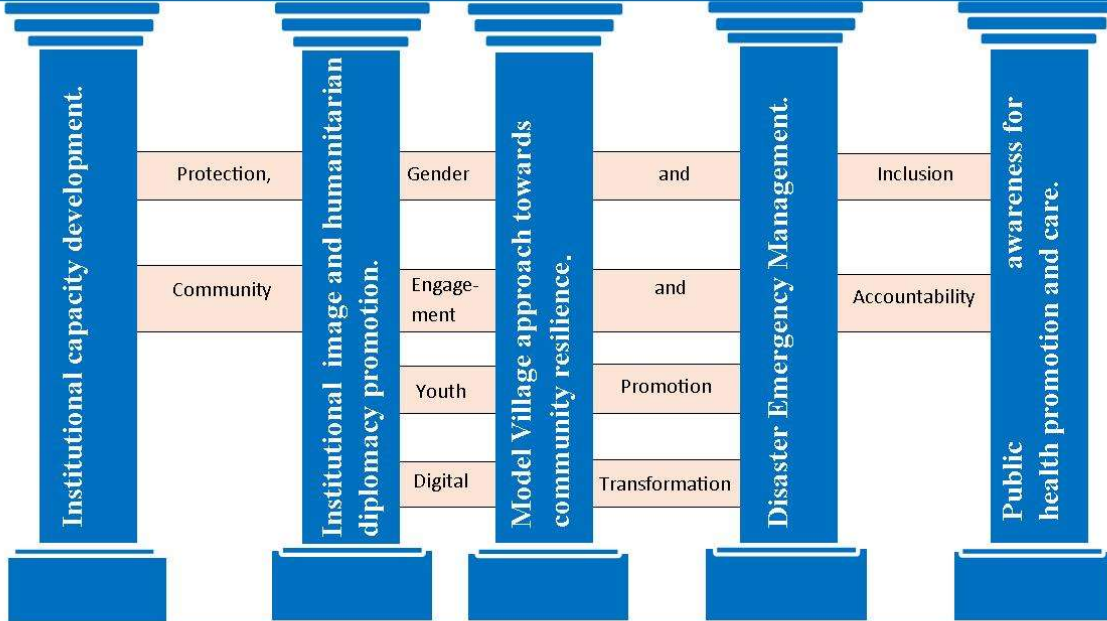 Institutional capacity development.
Institutional image and humanitarian
diplomacy promotion.
Model Village approach towards
community resilience.
Disaster Emergency Management.
Public awareness for
health promotion and care.
Protection, Gender and Inclusion
Community Engage-
ment and Accountability
Youth Promotion
Digital Transformation